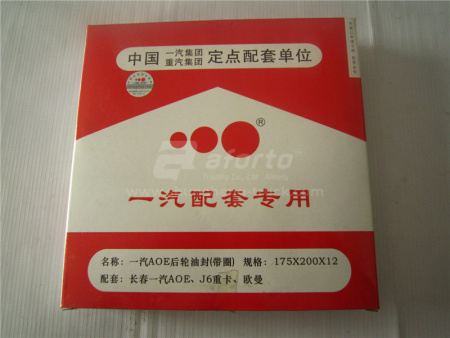 中国 一汽集团 重汽集团 定点配套单位
®
aforto
一汽配套专用
名称：一汽AOE后轮油封(带圈) 规格：175X200X12
配套：长春一汽AOE、J6重卡、欧曼